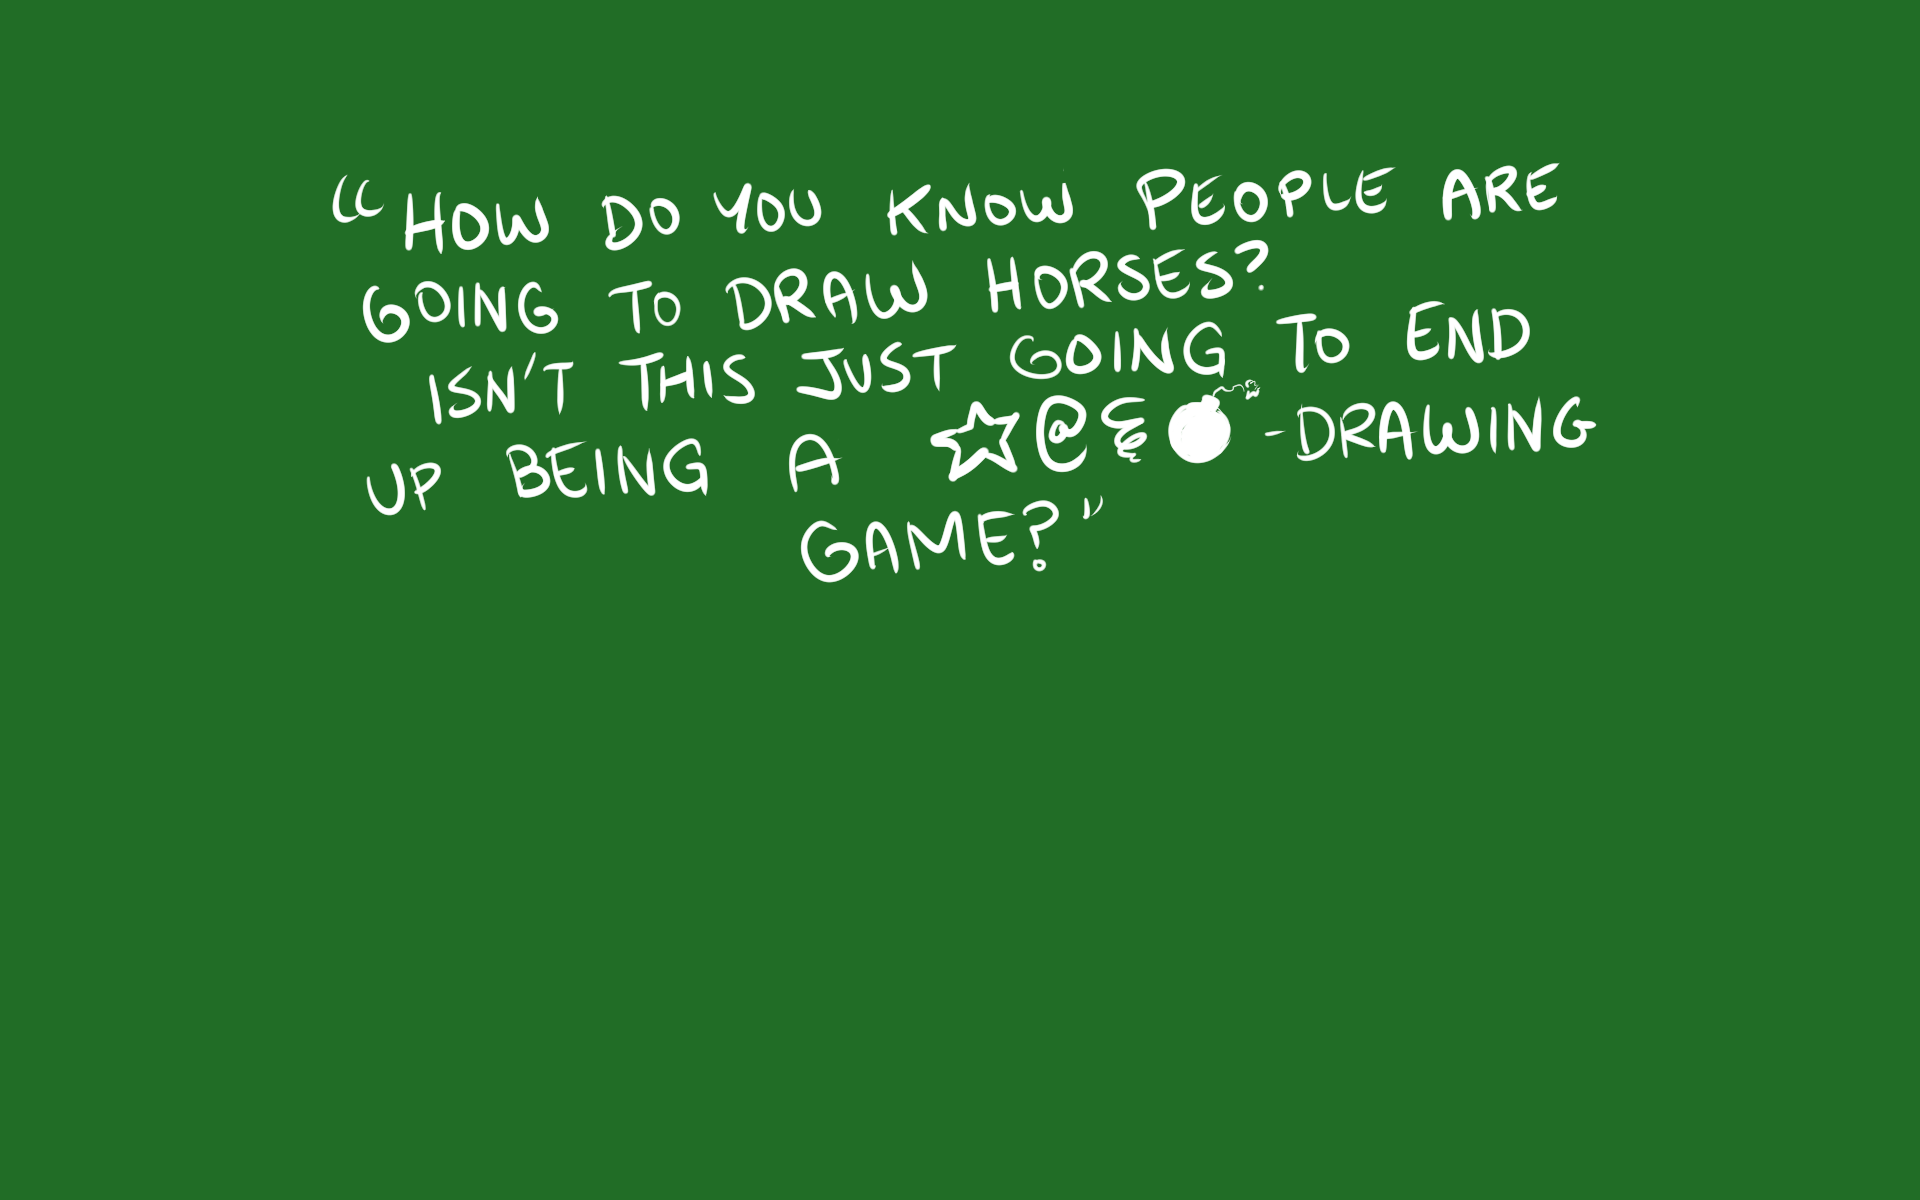 "HOW DO YOU KNOW PEOPLE ARE
GOING TO DRAW HORSES?
ISN'T THIS JUST GOING TO END
UP BEING A ☆@ξ💣-DRAWING
GAME?"